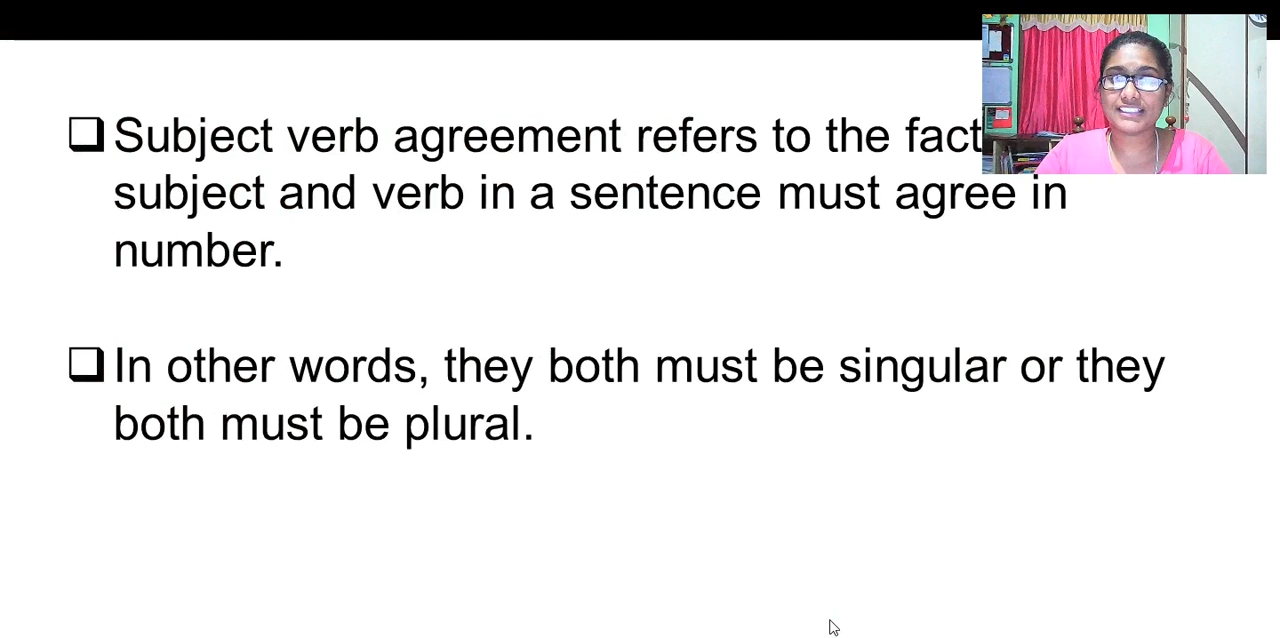 Subject verb agreement refers to the fact
subject and verb in a sentence must agree in
number.
In other words, they both must be singular or they
both must be plural.